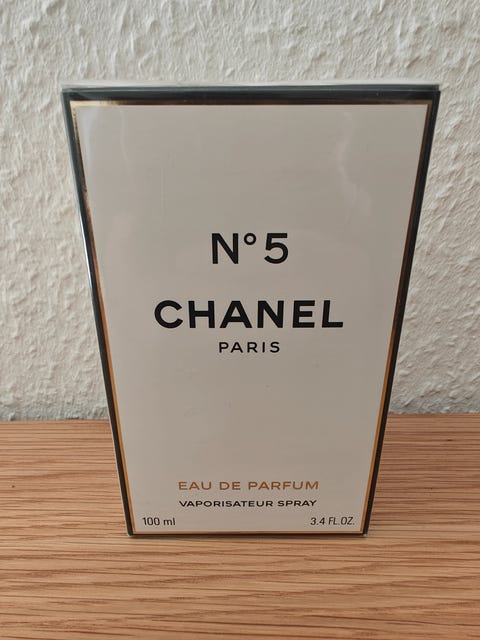 N° 5
CHANEL
PARIS
EAU DE PARFUM
VAPORISATEUR SPRAY
100 ml 3.4 FL.OZ.